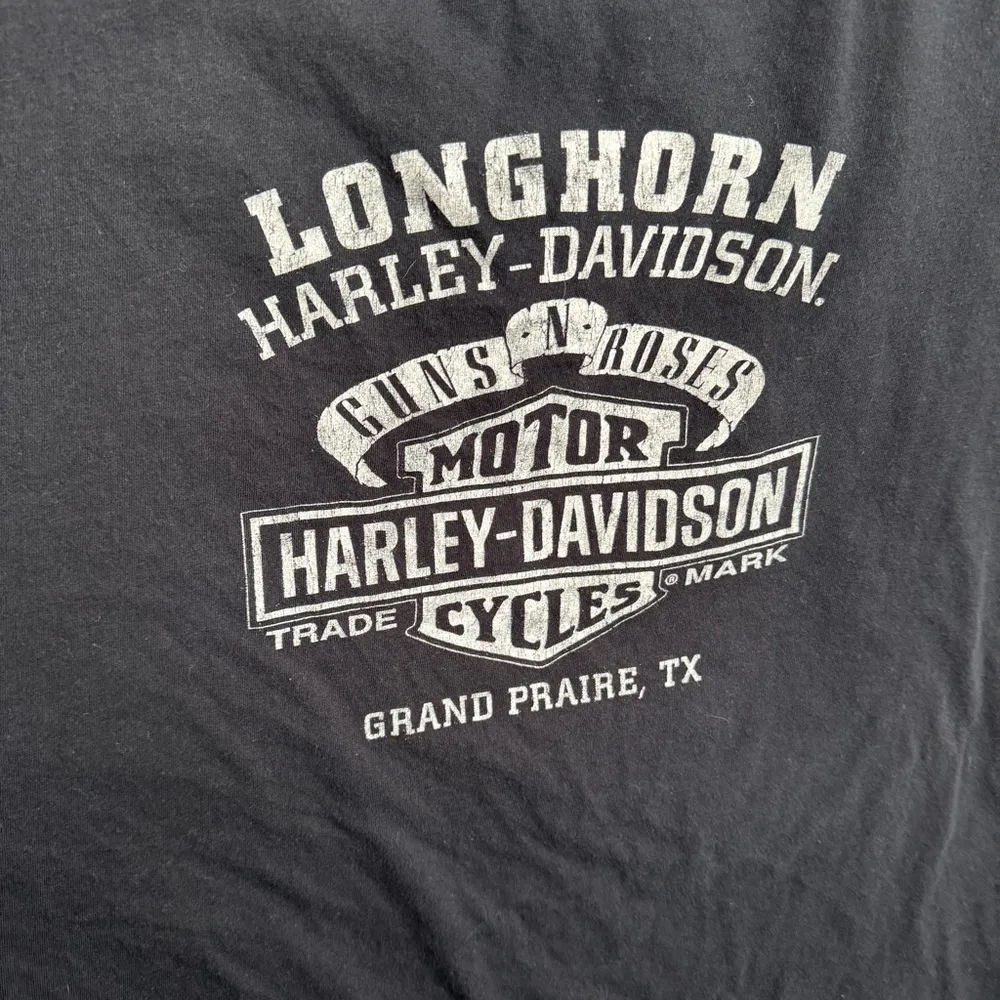 LONGHORN
HARLEY-DAVIDSON.
GUNS ·N· ROSES
MOTOR
HARLEY-DAVIDSON
TRADE CYCLES ® MARK
GRAND PRAIRE, TX